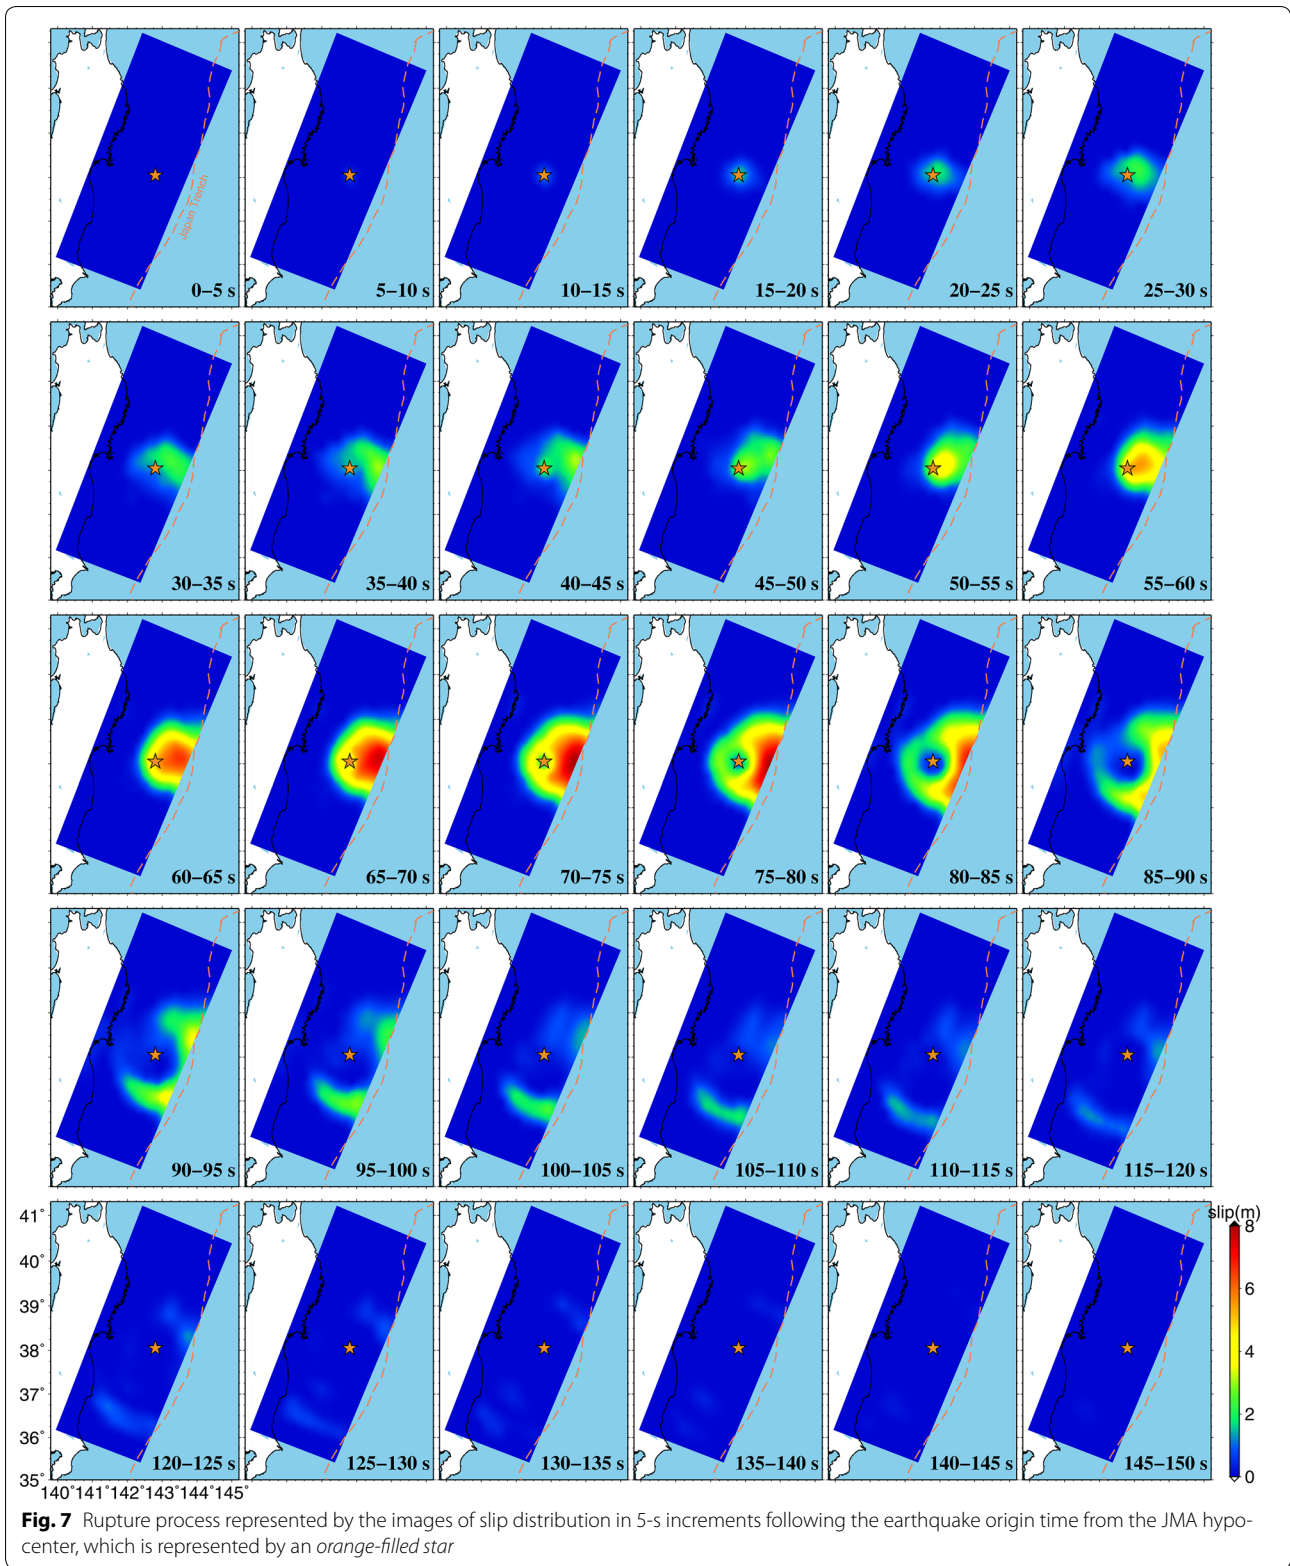 Japan Trench
0–5 s
5–10 s
10–15 s
15–20 s
20–25 s
25–30 s
30–35 s
35–40 s
40–45 s
45–50 s
50–55 s
55–60 s
60–65 s
65–70 s
70–75 s
75–80 s
80–85 s
85–90 s
90–95 s
95–100 s
100–105 s
105–110 s
110–115 s
115–120 s
41˚
40˚
39˚
38˚
37˚
36˚
35˚
120–125 s
125–130 s
130–135 s
135–140 s
140–145 s
145–150 s
140˚141˚142˚143˚144˚145˚
slip(m)
8
6
4
2
0
Fig. 7 Rupture process represented by the images of slip distribution in 5-s increments following the earthquake origin time from the JMA hypo-
center, which is represented by an orange-filled star